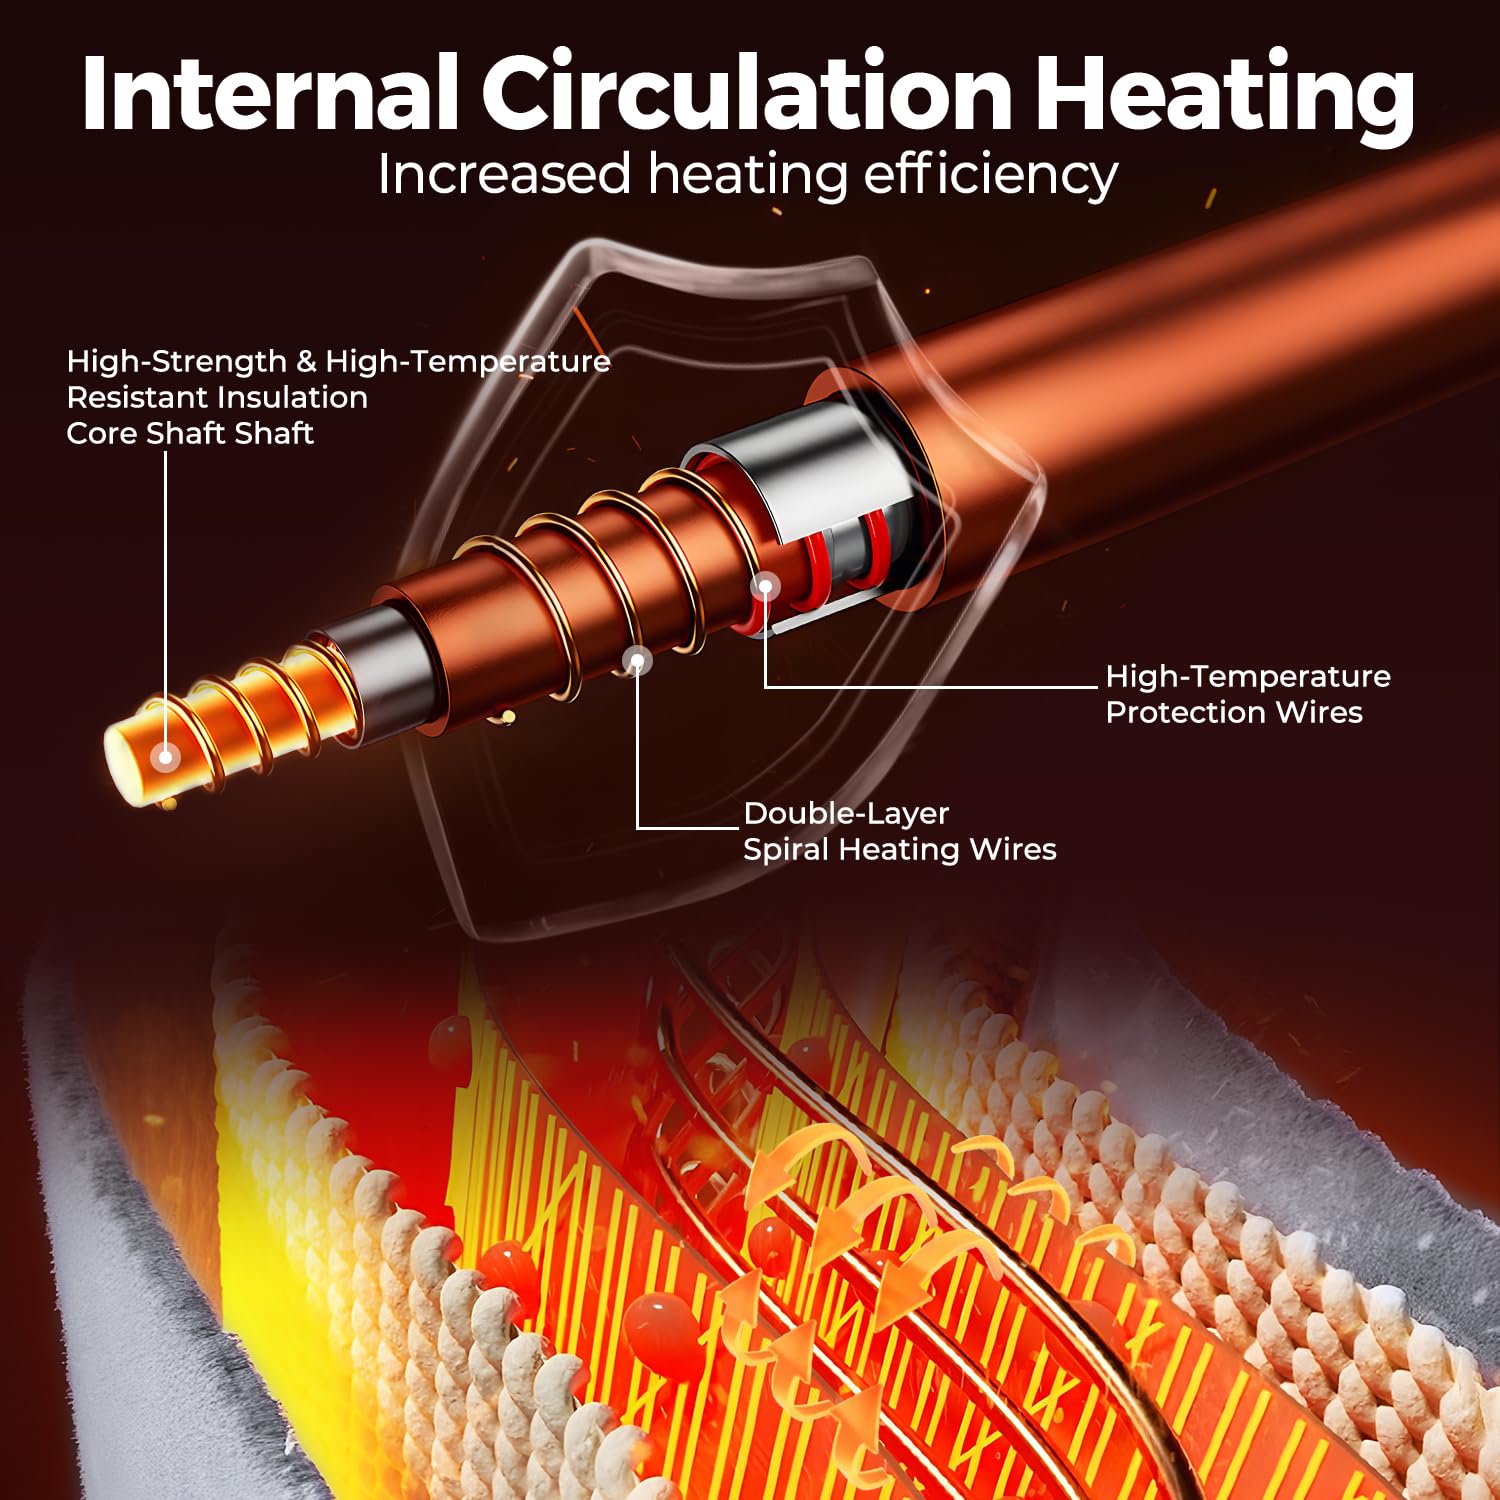 Internal Circulation Heating
Increased heating efficiency
High-Strength & High-Temperature
Resistant Insulation
Core Shaft Shaft
High-Temperature
Protection Wires
Double-Layer
Spiral Heating Wires